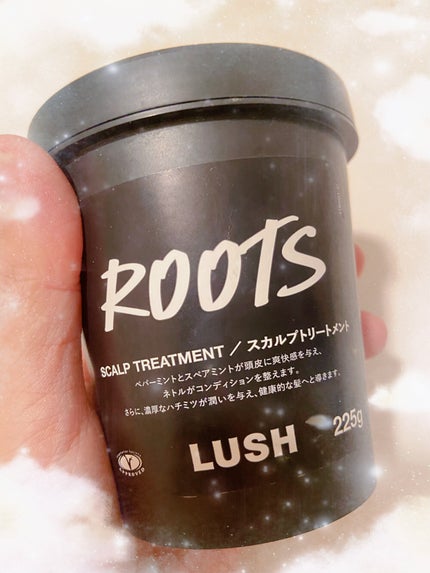 ROOTS
SCALP TREATMENT / スカルプトリートメント
ペパーミントとスペアミントが頭皮に爽快感を与え、
ネトルがコンディションを整えます。
さらに、濃厚なハチミツが潤いを与え、健康的な髪へと導きます。
LUSH
225g
APPROVED